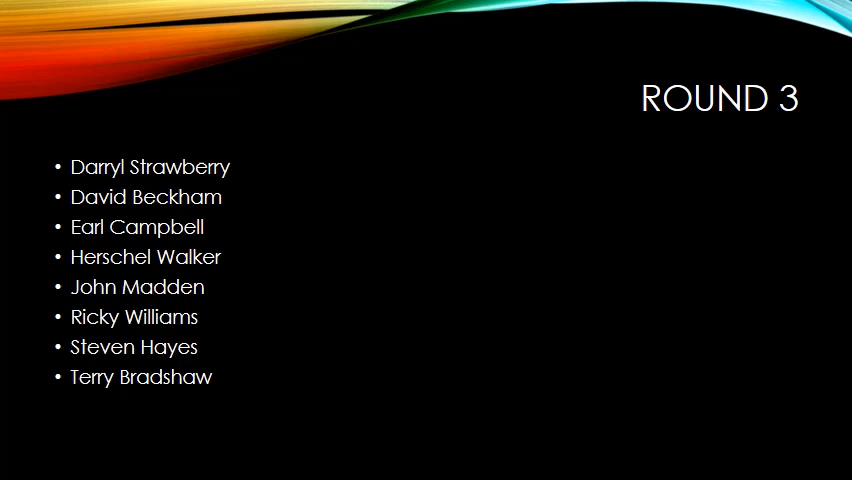 ROUND 3
• Darryl Strawberry
• David Beckham
• Earl Campbell
• Herschel Walker
• John Madden
• Ricky Williams
• Steven Hayes
• Terry Bradshaw